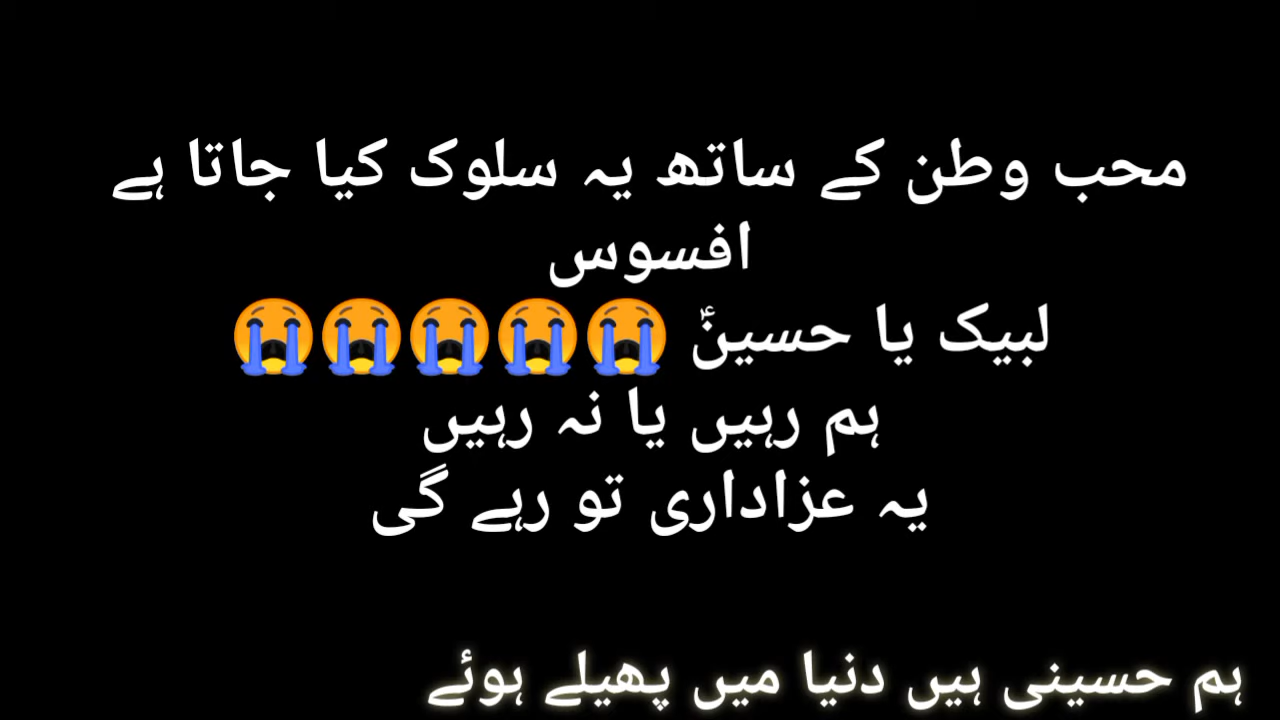 محب وطن کے ساتھ یہ سلوک کیا جاتا ہے
افسوس
لبیک یا حسینؑ 😭😭😭😭😭
ہم رہیں یا نہ رہیں
یہ عزاداری تو رہے گی
ہم حسینی ہیں دنیا میں پھیلے ہوئے